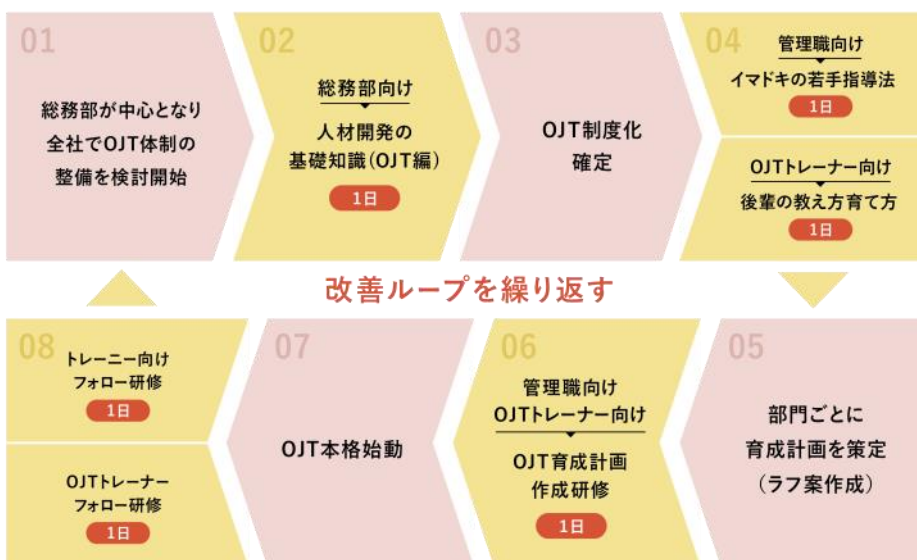 01
総務部が中心となり
全社でOJT体制の
整備を検討開始
02
総務部向け
人材開発の
基礎知識(OJT編)
1日
03
OJT制度化
確定
04
管理職向け
イマドキの若手指導法
1日
OJTトレーナー向け
後輩の教え方育て方
1日
改善ループを繰り返す
05
部門ごとに
育成計画を策定
(ラフ案作成)
06
管理職向け
OJTトレーナー向け
OJT育成計画
作成研修
1日
07
OJT本格始動
08
トレーニー向け
フォロー研修
1日
OJTトレーナー
フォロー研修
1日